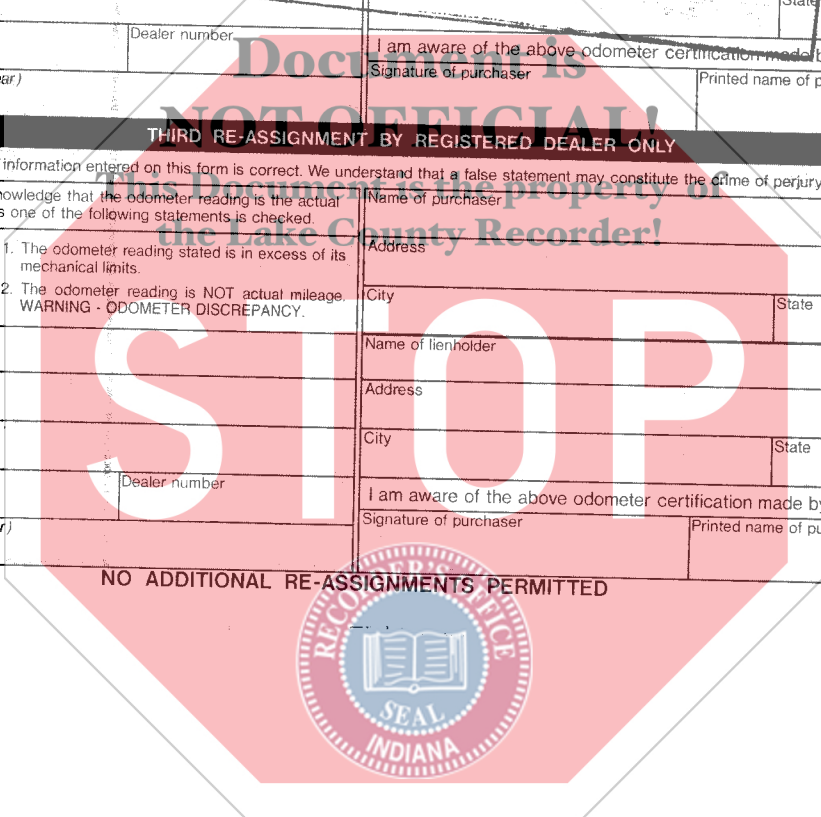 State
Dealer number
I am aware of the above odometer certification made b
Document is
ear)
Signature of purchaser
Printed name of p
NOT OFFICIAL!
THIRD RE-ASSIGNMENT BY REGISTERED DEALER ONLY
information entered on this form is correct. We understand that a false statement may constitute the crime of perjury
This Document is the property of
the Lake County Recorder!
nowledge that the odometer reading is the actual
s one of the following statements is checked.
Name of purchaser
1. The odometer reading stated is in excess of its
mechanical limits.
Address
2. The odometer reading is NOT actual mileage.
WARNING - ODOMETER DISCREPANCY.
City
State
STOP
Name of lienholder
Address
City
State
Dealer number
I am aware of the above odometer certification made by
r)
Signature of purchaser
Printed name of pu
NO ADDITIONAL RE-ASSIGNMENTS PERMITTED
RECORDER'S OFFICE
SEAL
INDIANA